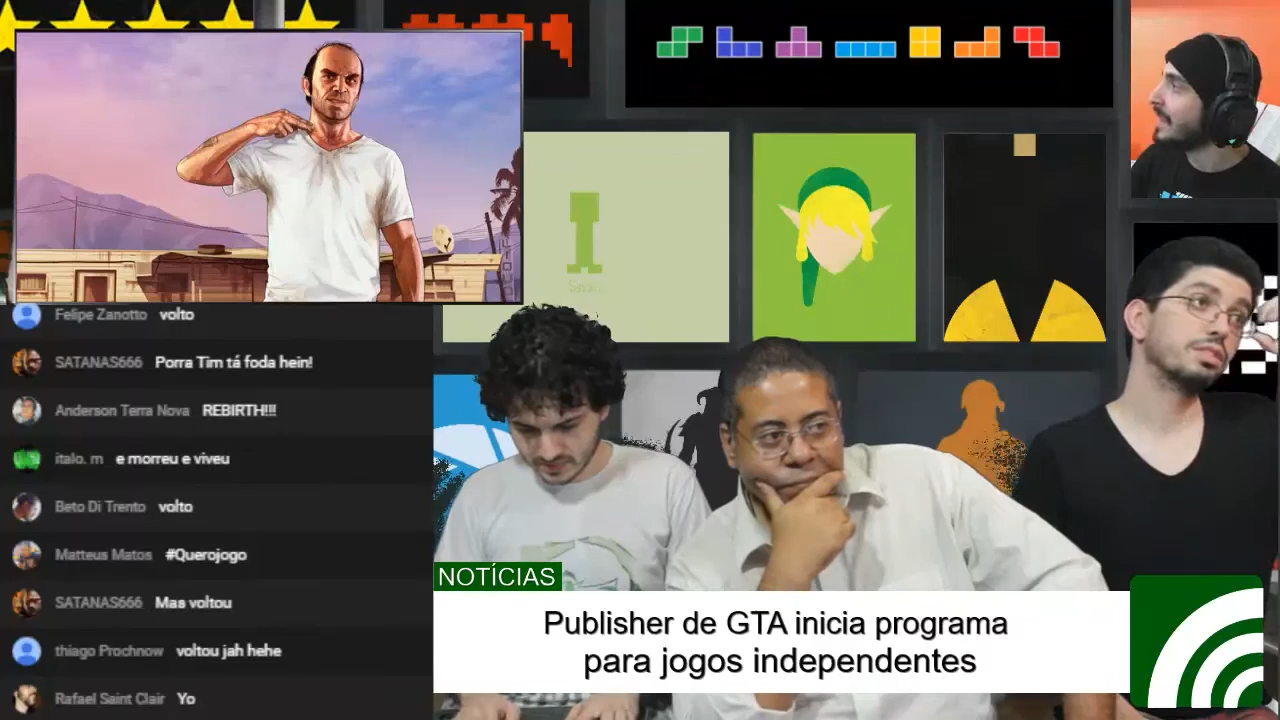 Felipe Zanotto volto
SATANAS666 Porra Tim tá foda hein!
Anderson Terra Nova REBIRTH!!!
italo. m e morreu e viveu
Beto Di Trento volto
Matteus Matos #Querojogo
SATANAS666 Mas voltou
thiago Prochnow voltou jah hehe
Rafael Saint Clair Yo
NOTÍCIAS
Publisher de GTA inicia programa
para jogos independentes